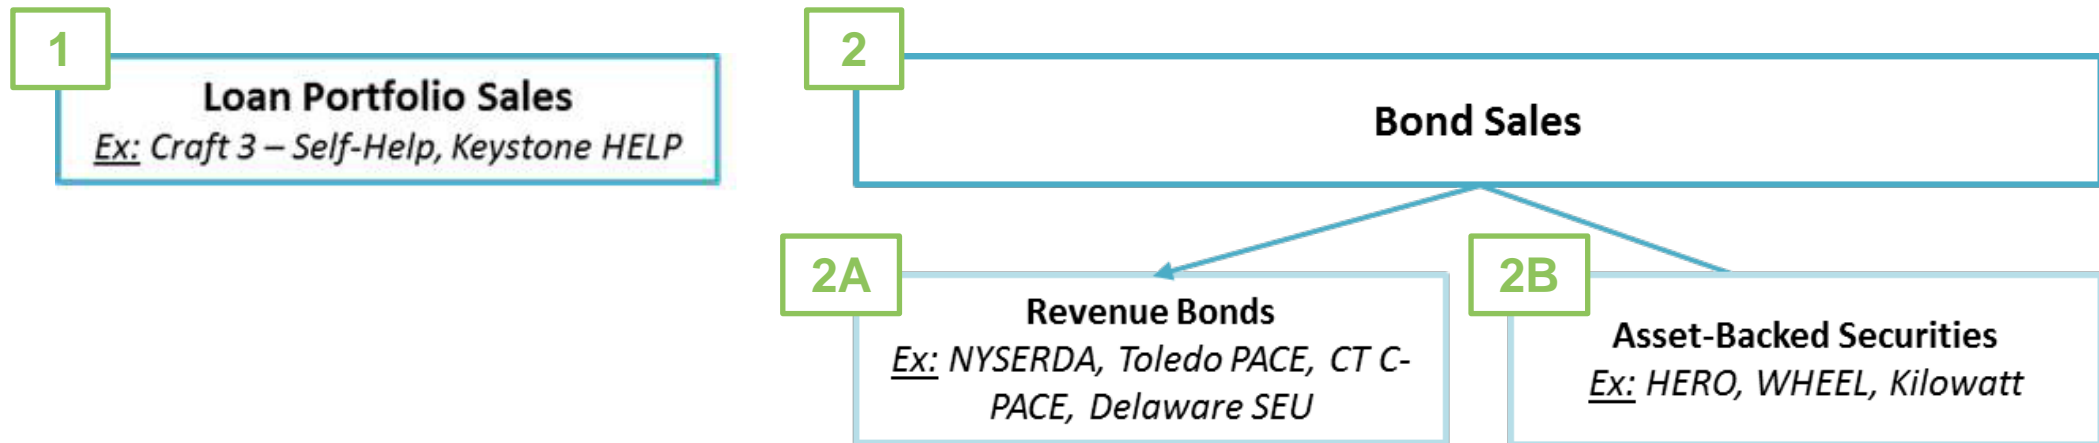 1
Loan Portfolio Sales
Ex: Craft 3 – Self-Help, Keystone HELP
2
Bond Sales
2A
Revenue Bonds
Ex: NYSERDA, Toledo PACE, CT C-
PACE, Delaware SEU
2B
Asset-Backed Securities
Ex: HERO, WHEEL, Kilowatt